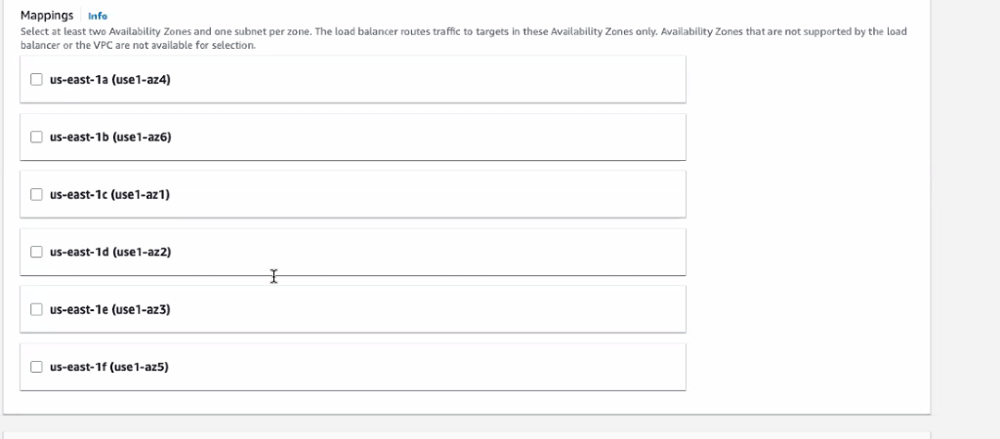 Mappings Info
Select at least two Availability Zones and one subnet per zone. The load balancer routes traffic to targets in these Availability Zones only. Availability Zones that are not supported by the load
balancer or the VPC are not available for selection.
us-east-1a (use1-az4)
us-east-1b (use1-az6)
us-east-1c (use1-az1)
us-east-1d (use1-az2)
us-east-1e (use1-az3)
us-east-1f (use1-az5)